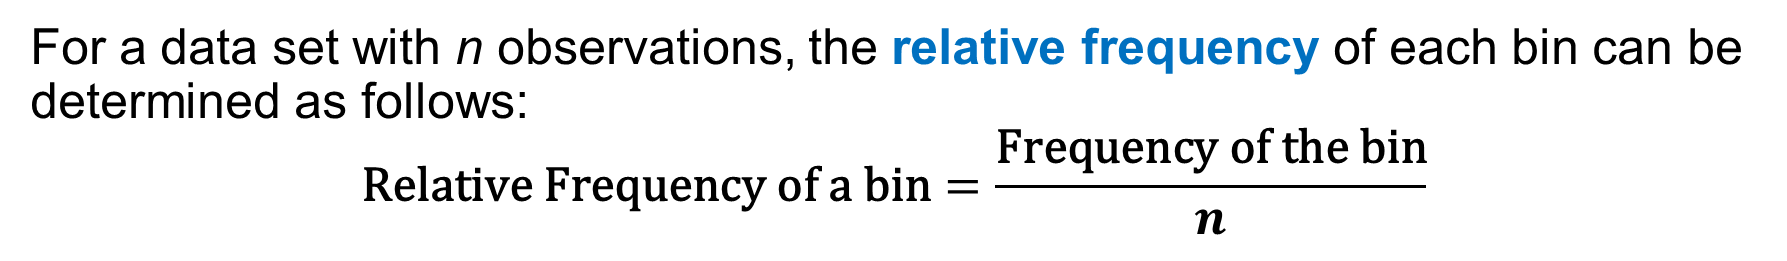 For a data set with n observations, the relative frequency of each bin can be
determined as follows:
Relative Frequency of a bin = Frequency of the bin / n